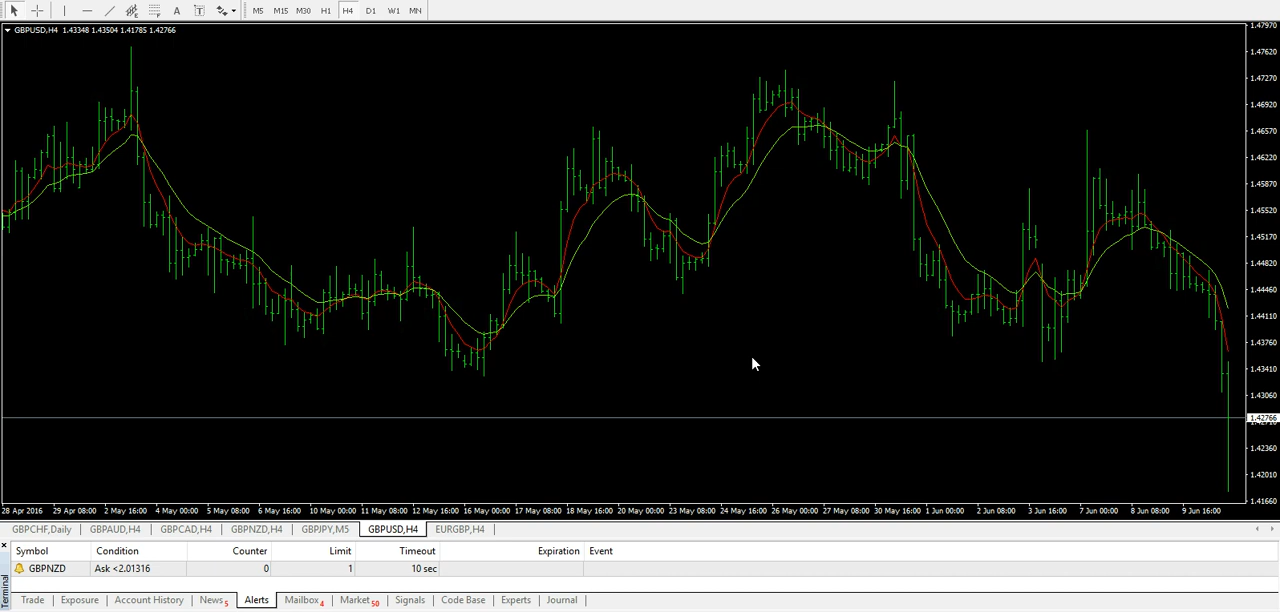 A T M5 M15 M30 H1 H4 D1 W1 MN
GBPUSD,H4 1.43348 1.43504 1.41785 1.42766
1.47970
1.47620
1.47270
1.46920
1.46570
1.46220
1.45870
1.45520
1.45170
1.44820
1.44460
1.44110
1.43760
1.43410
1.43060
1.42766
1.42710
1.42360
1.42010
1.41660
28 Apr 2016 29 Apr 08:00 2 May 16:00 4 May 00:00 5 May 08:00 6 May 16:00 10 May 00:00 11 May 08:00 12 May 16:00 16 May 00:00 17 May 08:00 18 May 16:00 20 May 00:00 23 May 08:00 24 May 16:00 26 May 00:00 27 May 08:00 30 May 16:00 1 Jun 00:00 2 Jun 08:00 3 Jun 16:00 7 Jun 00:00 8 Jun 08:00 9 Jun 16:00
GBPCHF,Daily GBPAUD,H4 GBPCAD,H4 GBPNZD,H4 GBPJPY,M5 GBPUSD,H4 EURGBP,H4
Symbol Condition Counter Limit Timeout Expiration Event
GBPNZD Ask <2.01316 0 1 10 sec
Terminal
Trade Exposure Account History News 5 Alerts Mailbox 4 Market 50 Signals Code Base Experts Journal